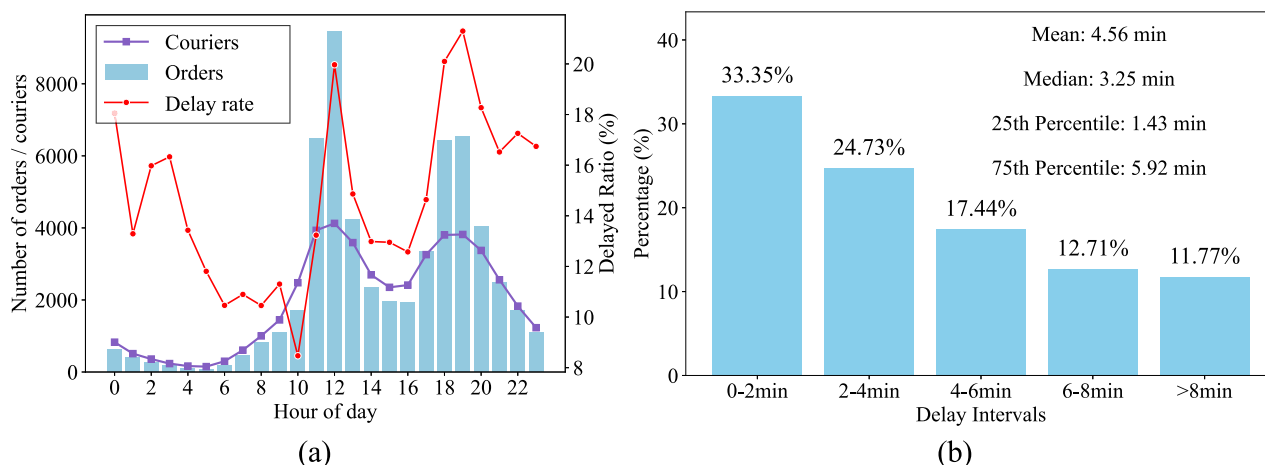 Couriers
Orders
Delay rate
Number of orders / couriers
8000
6000
4000
2000
0
0 2 4 6 8 10 12 14 16 18 20 22
Hour of day
20
18
16
14
12
10
8
Delayed Ratio (%)
(a)
Percentage (%)
40
30
20
10
0
Mean: 4.56 min
Median: 3.25 min
25th Percentile: 1.43 min
75th Percentile: 5.92 min
33.35%
24.73%
17.44%
12.71%
11.77%
0-2min 2-4min 4-6min 6-8min >8min
Delay Intervals
(b)